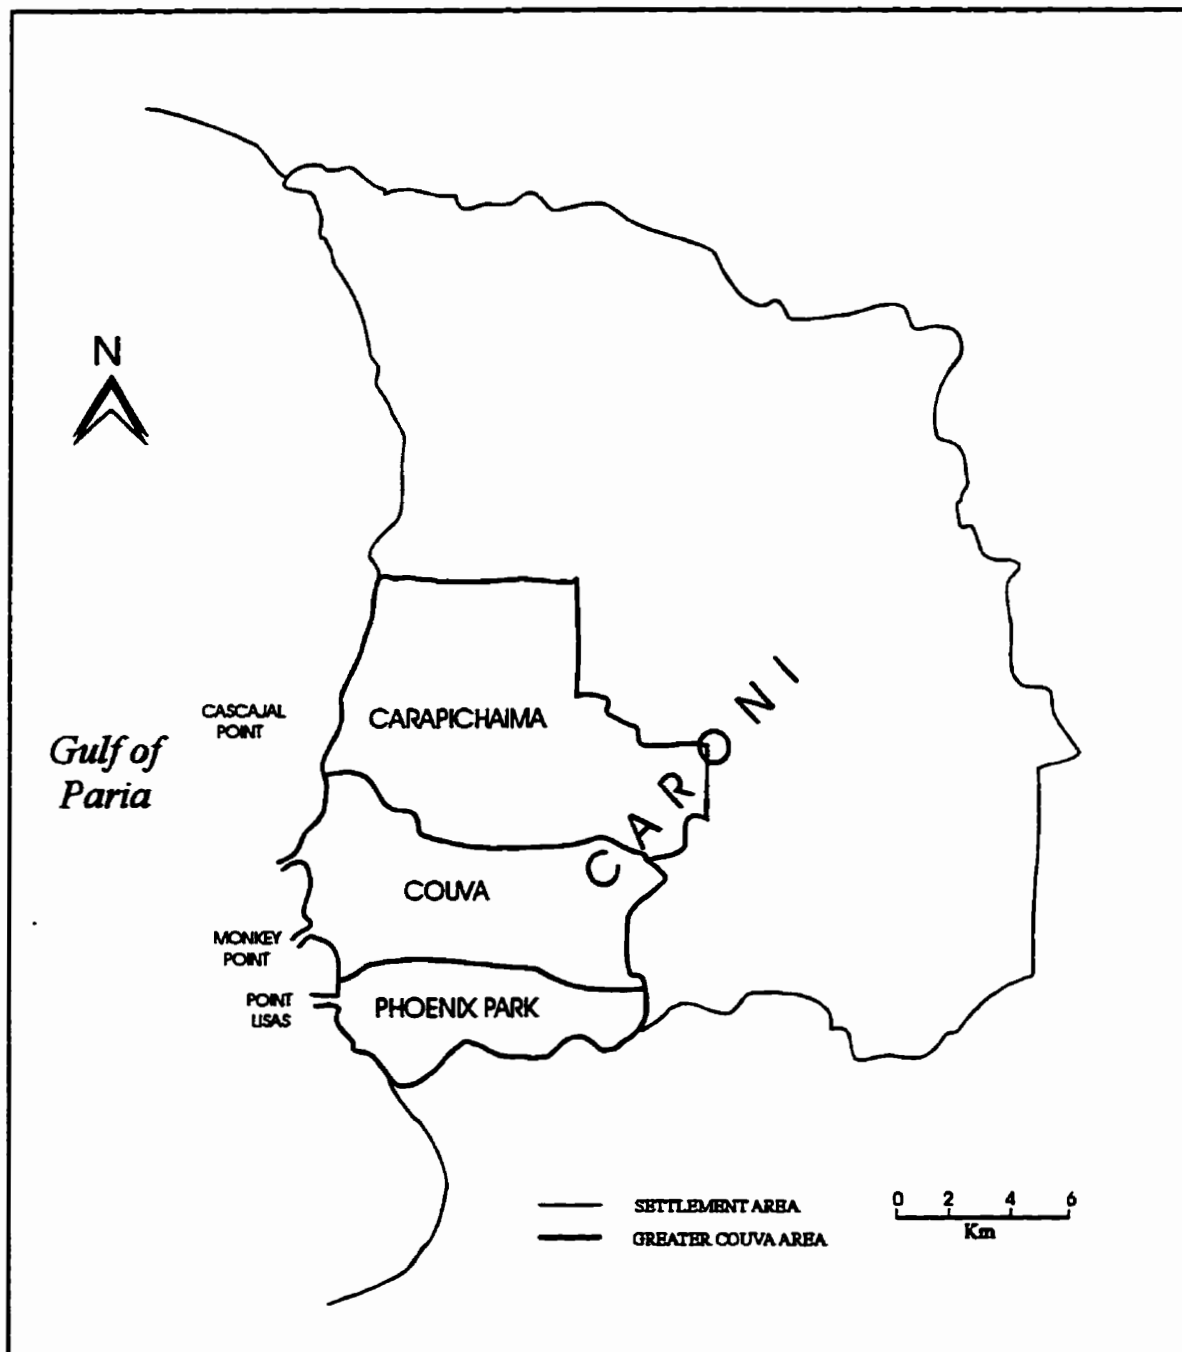 N
CASCAJAL
POINT
CARAPICHAIMA
Gulf of
Paria
CARONI
COUVA
MONKEY
POINT
POINT
LISAS
PHOENIX PARK
SETTLEMENT AREA
GREATER COUVA AREA
0 2 4 6
Km